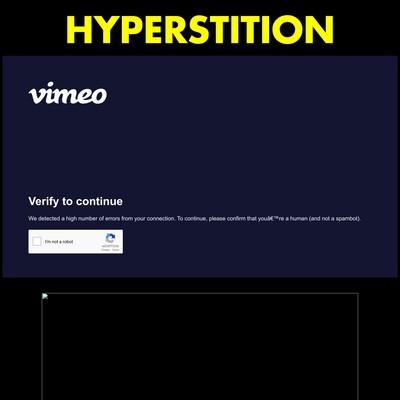 HYPERSTITION
vimeo
Verify to continue
We detected a high number of errors from your connection. To continue, please confirm that youâ€™re a human (and not a spambot).
I'm not a robot
reCAPTCHA
Privacy - Terms